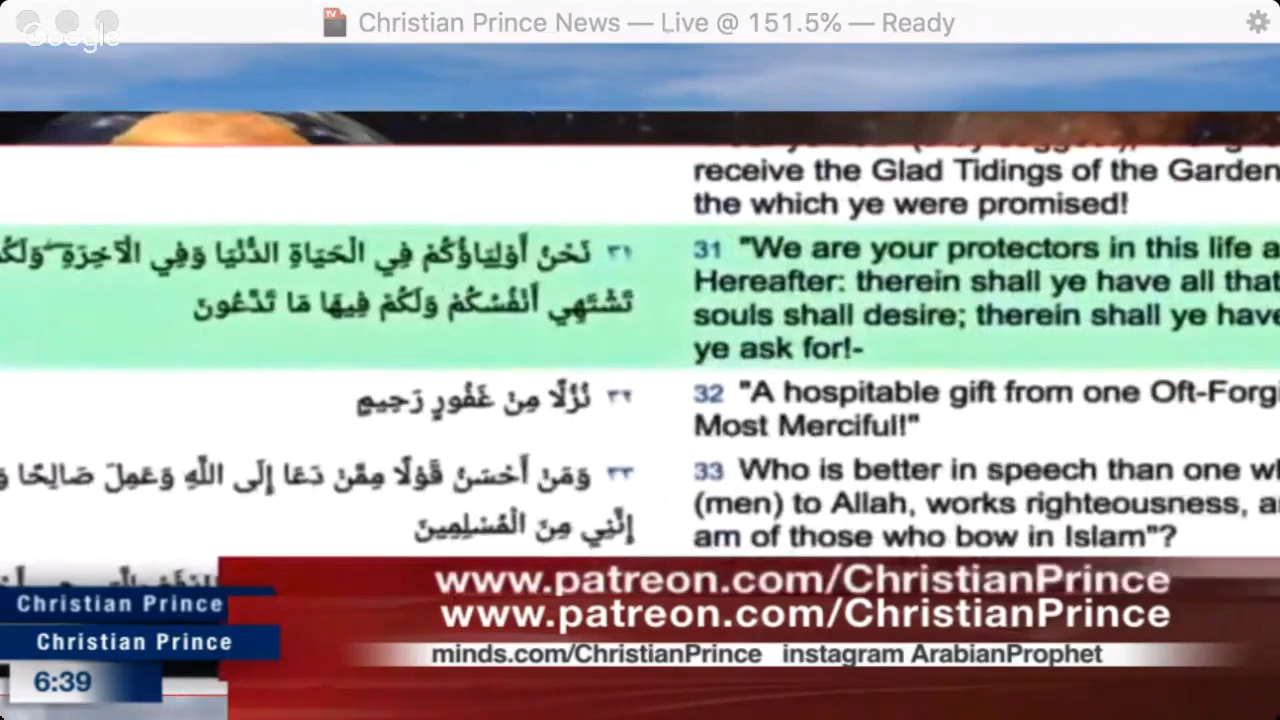 Christian Prince News — Live @ 151.5% — Ready
Google
receive the Glad Tidings of the Garden
the which ye were promised!
٣١ نَحْنُ أَوْلِيَاؤُكُمْ فِي الْحَيَاةِ الدُّنْيَا وَفِي الْآخِرَةِ ۖ
تَشْتَهِي أَنْفُسُكُمْ وَلَكُمْ فِيهَا مَا تَدَّعُونَ
31 "We are your protectors in this life
Hereafter: therein shall ye have all that
souls shall desire; therein shall ye have
ye ask for!-
٣٢ نُزُلًا مِنْ غَفُورٍ رَحِيمٍ
32 "A hospitable gift from one
Most Merciful!"
٣٣ وَمَنْ أَحْسَنُ قَوْلًا مِمَّنْ دَعَا إِلَى اللَّهِ وَعَمِلَ صَالِحًا
إِنَّنِي مِنَ الْمُسْلِمِينَ
33 Who is better in speech than one
(men) to Allah, works righteousness,
am of those who bow in Islam"?
www.patreon.com/ChristianPrince
www.patreon.com/ChristianPrince
minds.com/ChristianPrince instagram ArabianProphet
Christian Prince
Christian Prince
6:39